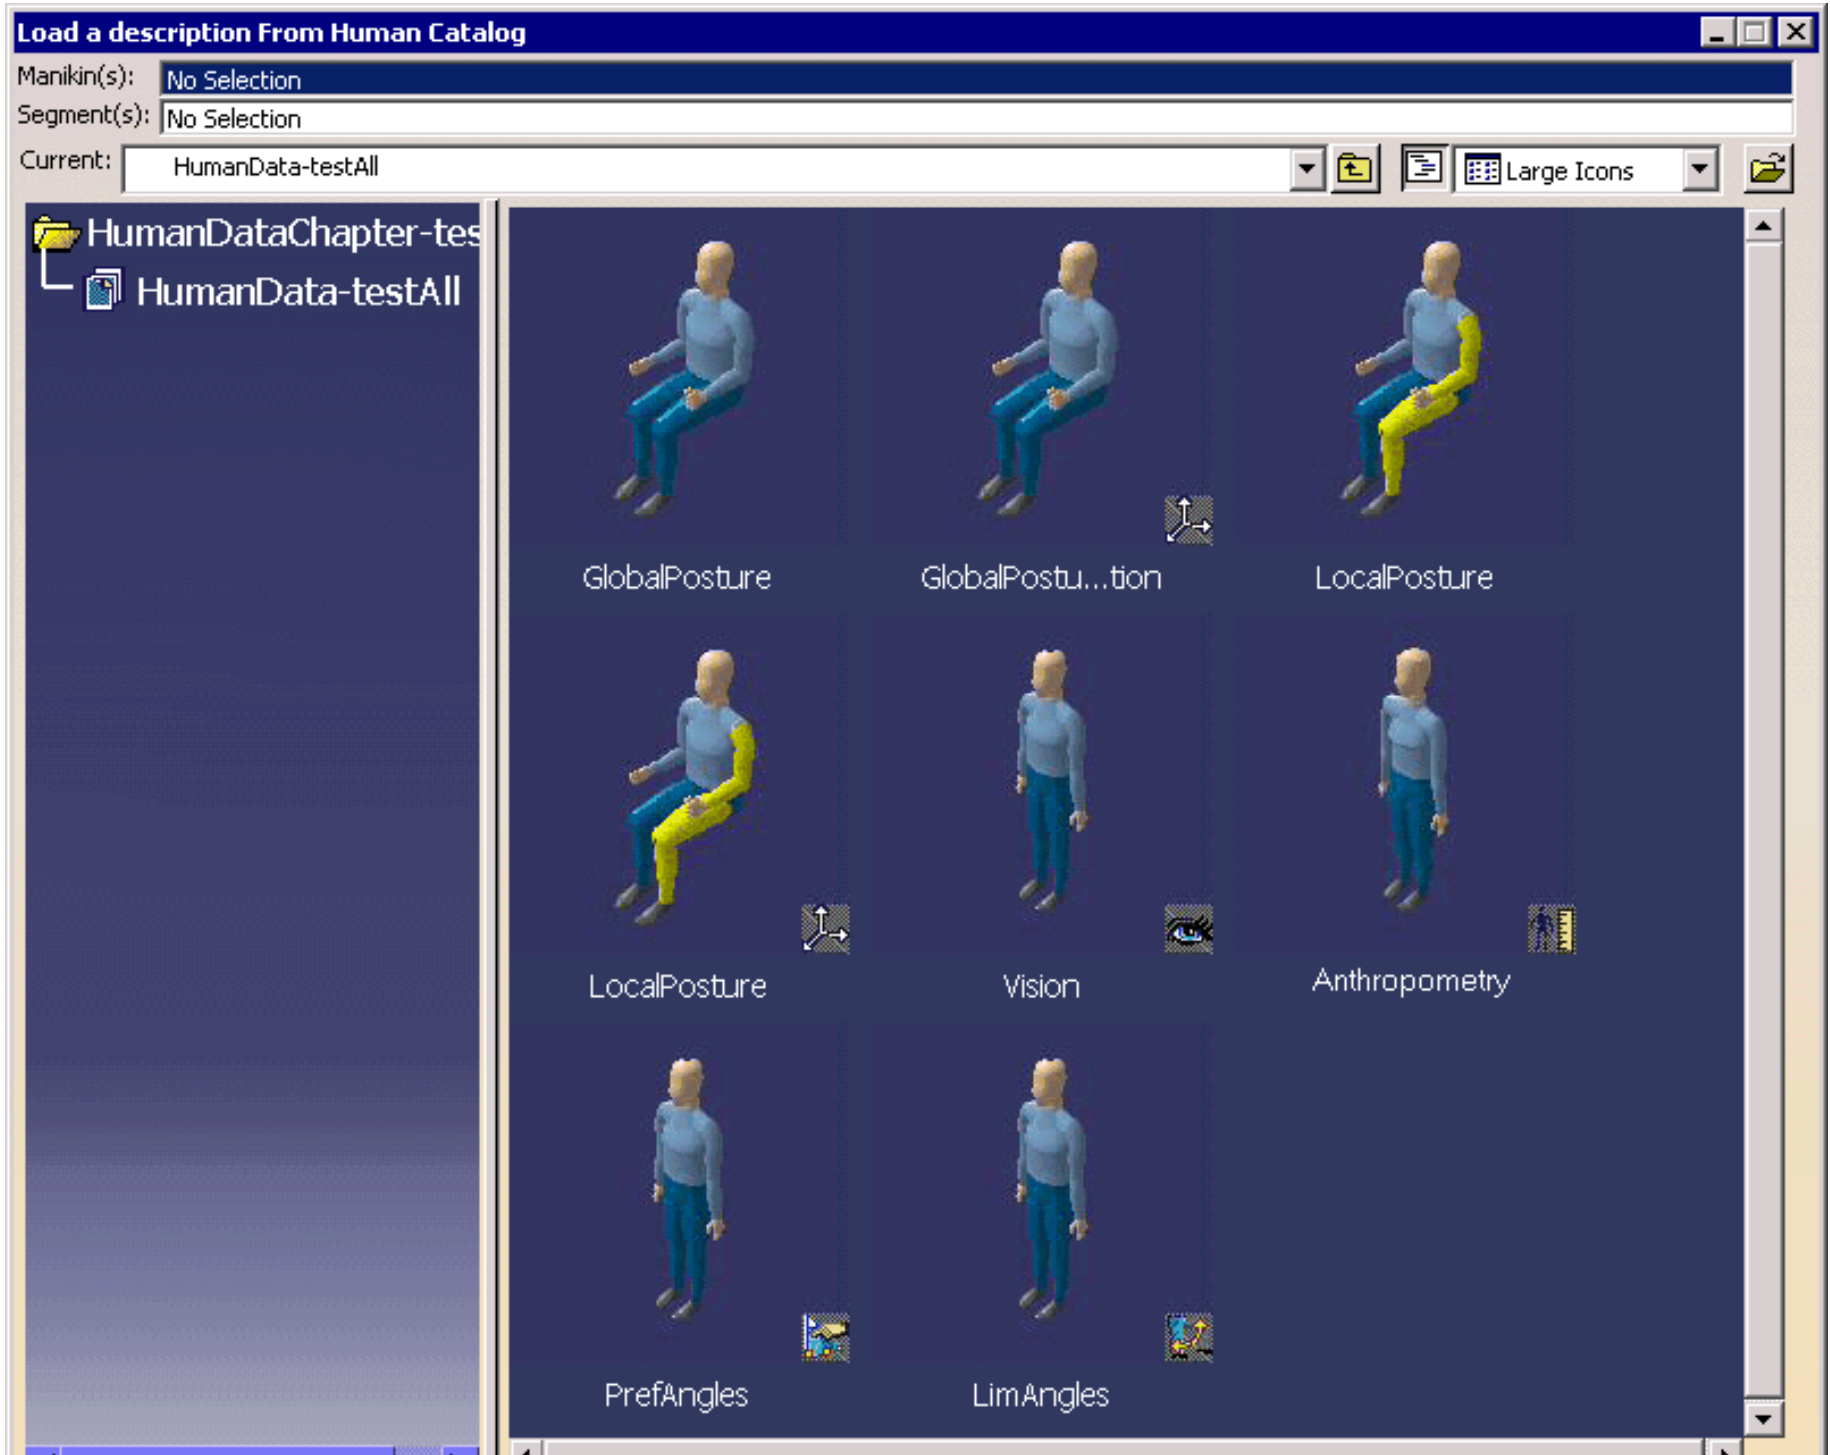 Load a description From Human Catalog
Manikin(s): No Selection
Segment(s): No Selection
Current: HumanData-testAll Large Icons
HumanDataChapter-tes
HumanData-testAll
GlobalPosture GlobalPostu...tion LocalPosture
LocalPosture Vision Anthropometry
PrefAngles LimAngles